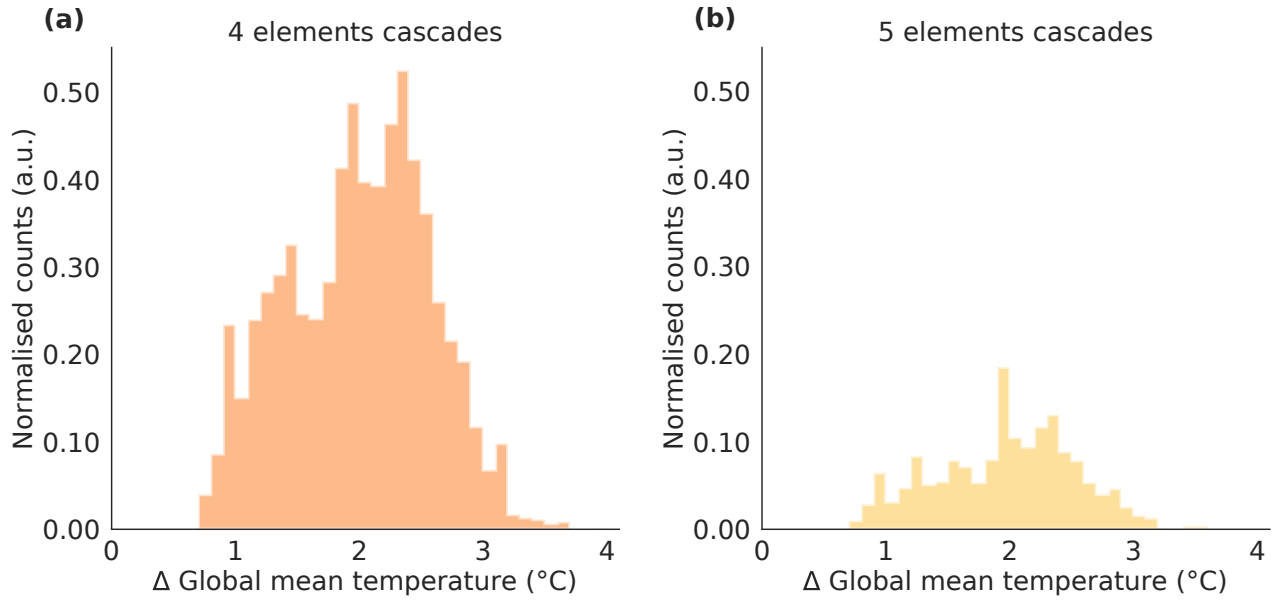 (a)
4 elements cascades
Normalised counts (a.u.)
0.50
0.40
0.30
0.20
0.10
0.00
0 1 2 3 4
Δ Global mean temperature (°C)
(b)
5 elements cascades
Normalised counts (a.u.)
0.50
0.40
0.30
0.20
0.10
0.00
0 1 2 3 4
Δ Global mean temperature (°C)